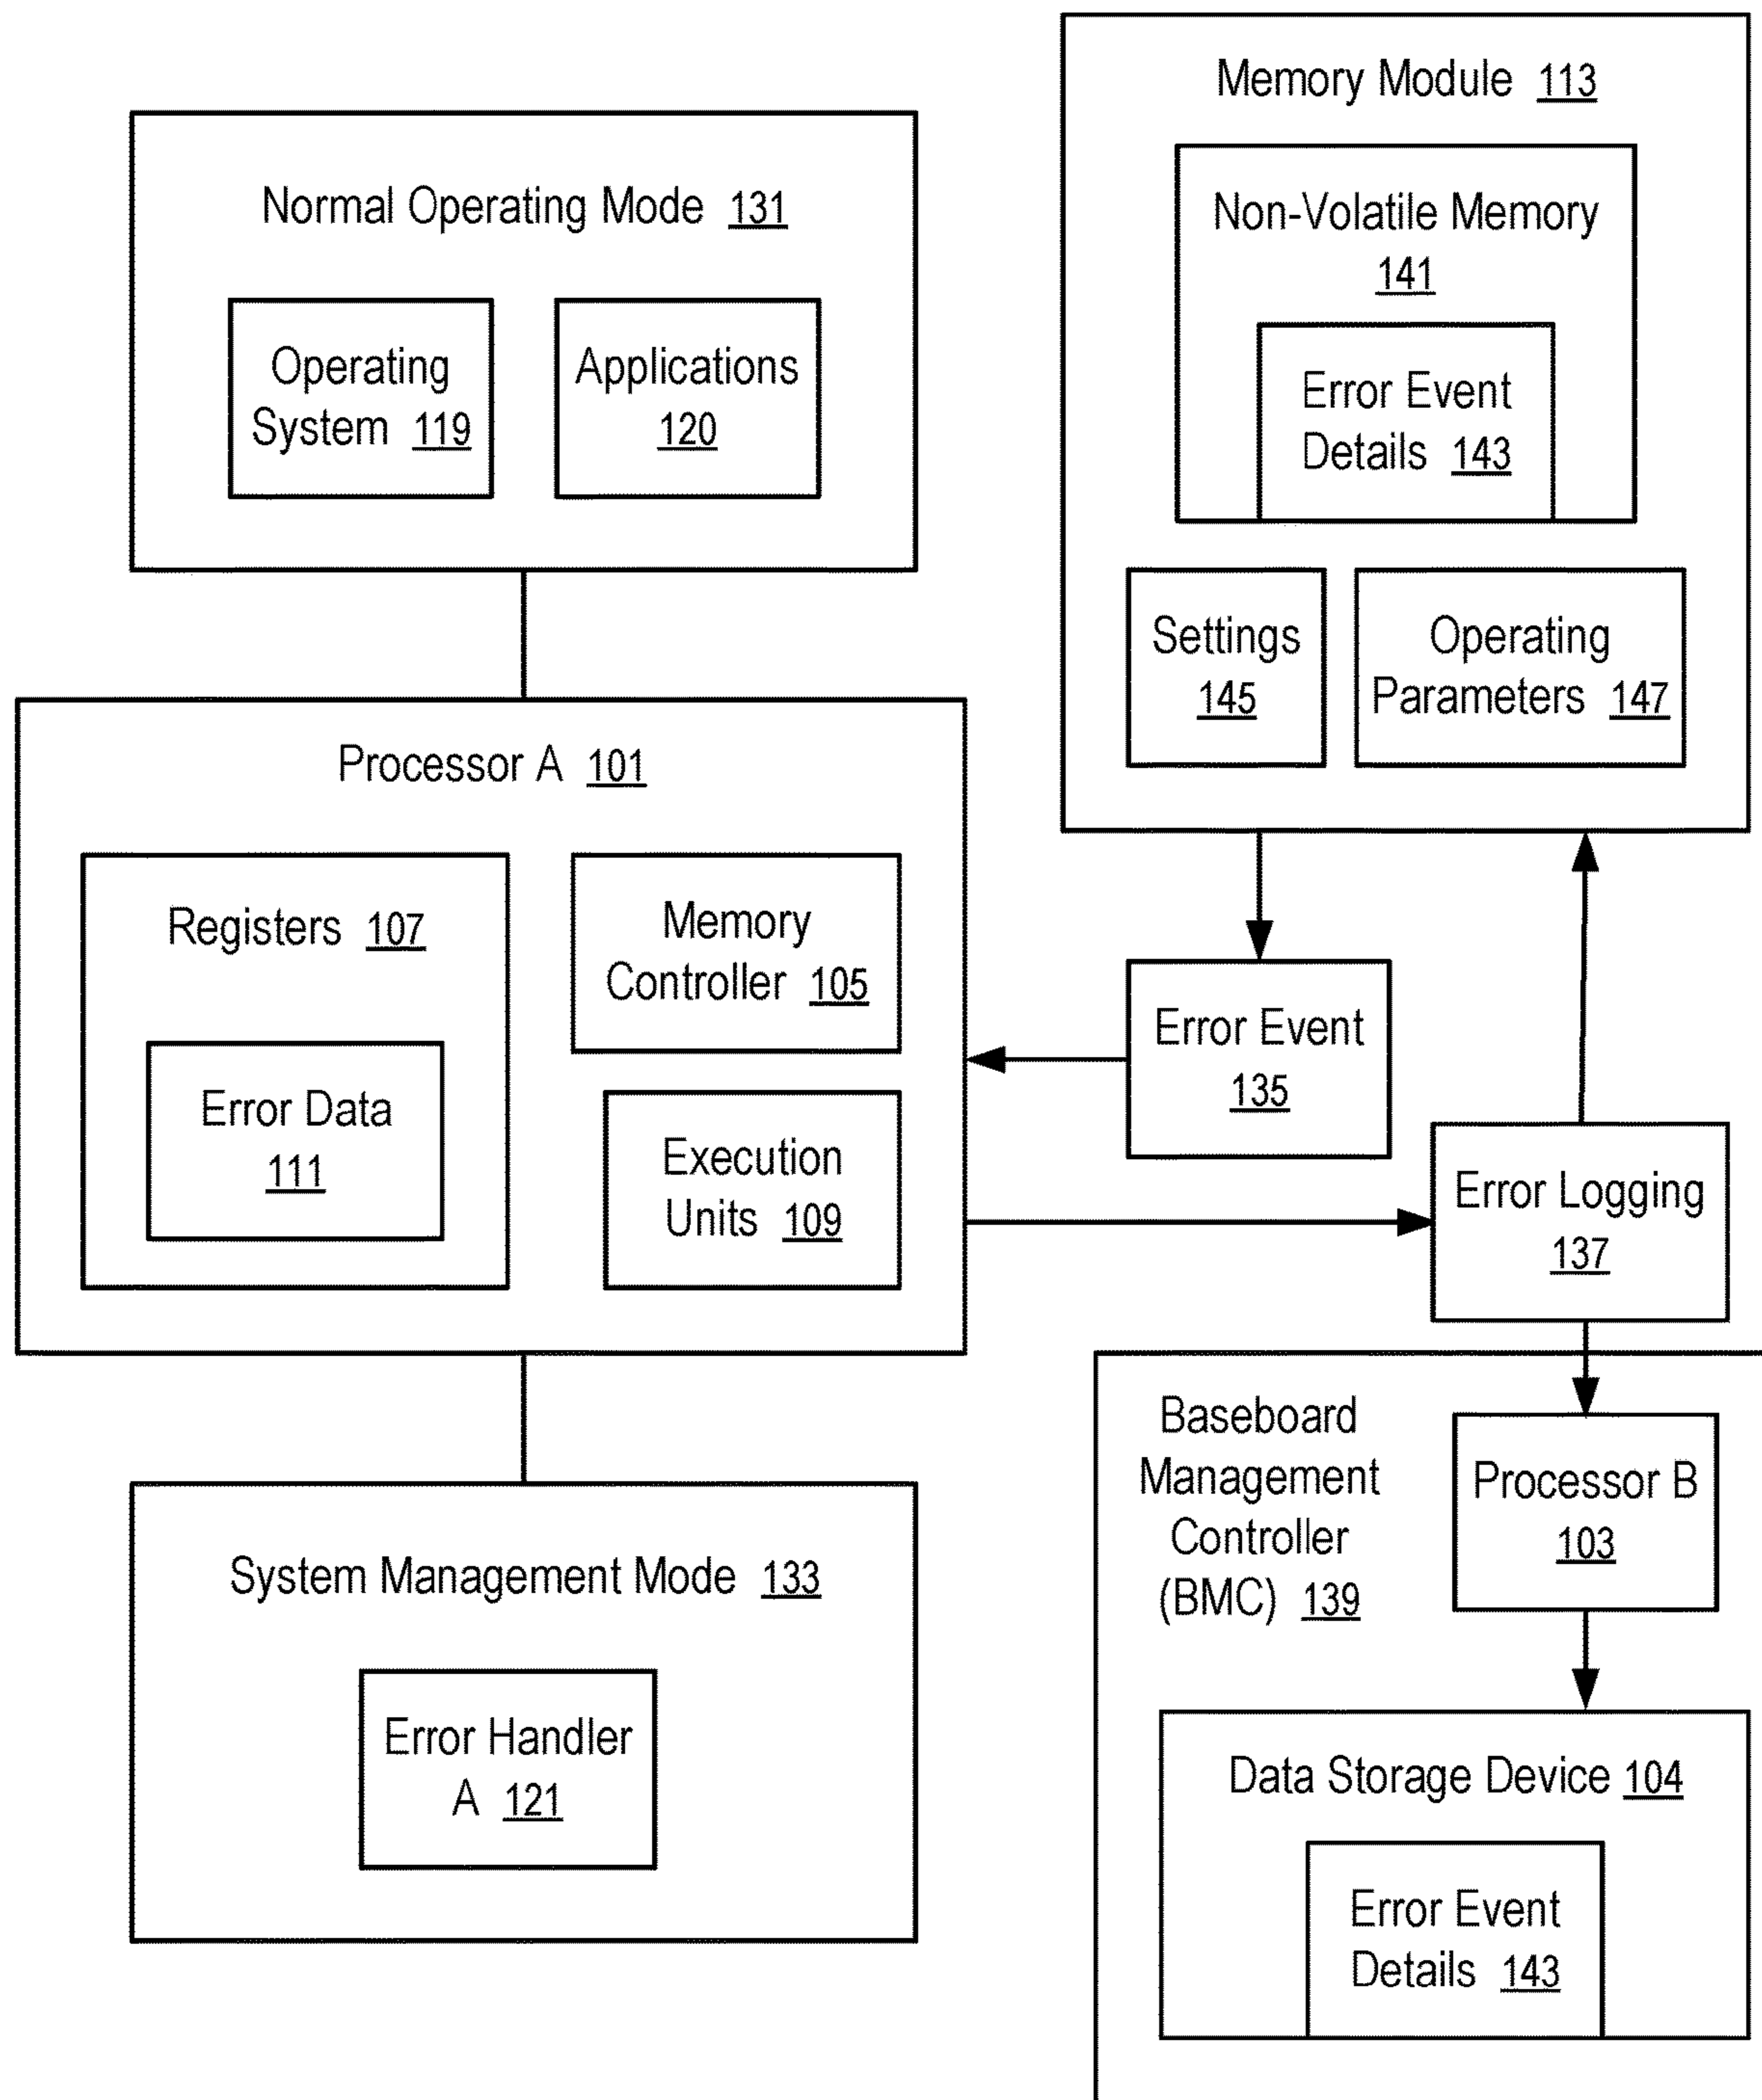 Normal Operating Mode 131
Operating
System 119
Applications
120
Memory Module 113
Non-Volatile Memory
141
Error Event
Details 143
Settings
145
Operating
Parameters 147
Processor A 101
Registers 107
Error Data
111
Memory
Controller 105
Execution
Units 109
Error Event
135
Error Logging
137
System Management Mode 133
Error Handler
A 121
Baseboard
Management
Controller
(BMC) 139
Processor B
103
Data Storage Device 104
Error Event
Details 143